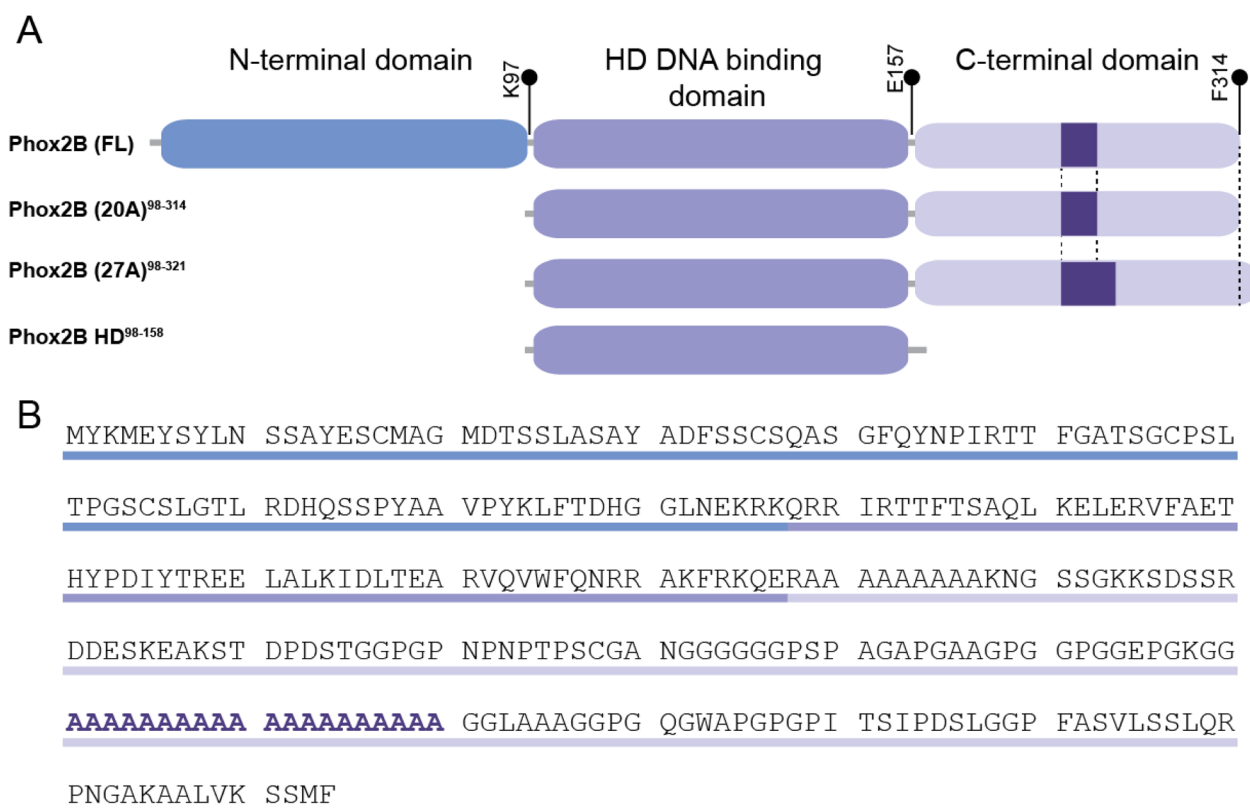 A
N-terminal domain
K97
HD DNA binding
domain
E157
C-terminal domain
F314
Phox2B (FL)
Phox2B (20A)98-314
Phox2B (27A)98-321
Phox2B HD98-158
B
MYKMEYSYLN SSAYESCMAG MDTSSLASAY ADFSSCSQAS GFQYNPIRTT FGATSGCPSL
TPGSCSLGTL RDHQSSPYAA VPYKLFTDHG GLNEKRKQRR IRTTFTSAQL KELERVFAET
HYPDIYTREE LALKIDLTEA RVQVWFQNRR AKFRKQERAA AAAAAAAKNG SSGKKSDSSR
DDESKEAKST DPDSTGGPGP NPNPTPSCGA NGGGGGGPSP AGAPGAAGPG GPGGEPGKGG
AAAAAAAAAA AAAAAAAAAA GGLAAAGGPG QGWAPGPGPI TSIPDSLGGP FASVLSSLQR
PNGAKAALVK SSMF